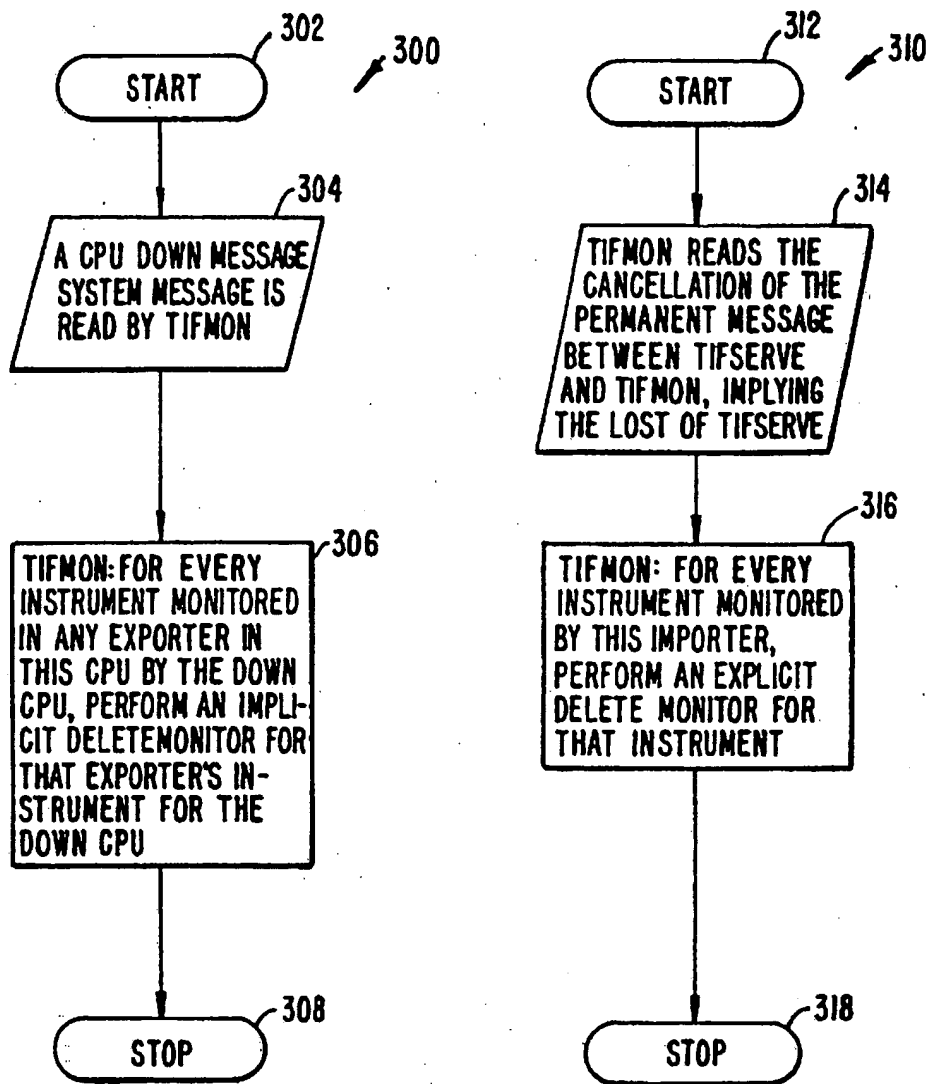 302
300
START
304
A CPU DOWN MESSAGE
SYSTEM MESSAGE IS
READ BY TIFMON
306
TIFMON: FOR EVERY
INSTRUMENT MONITORED
IN ANY EXPORTER IN
THIS CPU BY THE DOWN
CPU, PERFORM AN IMPLI-
CIT DELETEMONITOR FOR
THAT EXPORTER'S IN-
STRUMENT FOR THE
DOWN CPU
308
STOP
312
310
START
314
TIFMON READS THE
CANCELLATION OF THE
PERMANENT MESSAGE
BETWEEN TIFSERVE
AND TIFMON, IMPLYING
THE LOST OF TIFSERVE
316
TIFMON: FOR EVERY
INSTRUMENT MONITORED
BY THIS IMPORTER,
PERFORM AN EXPLICIT
DELETE MONITOR FOR
THAT INSTRUMENT
318
STOP